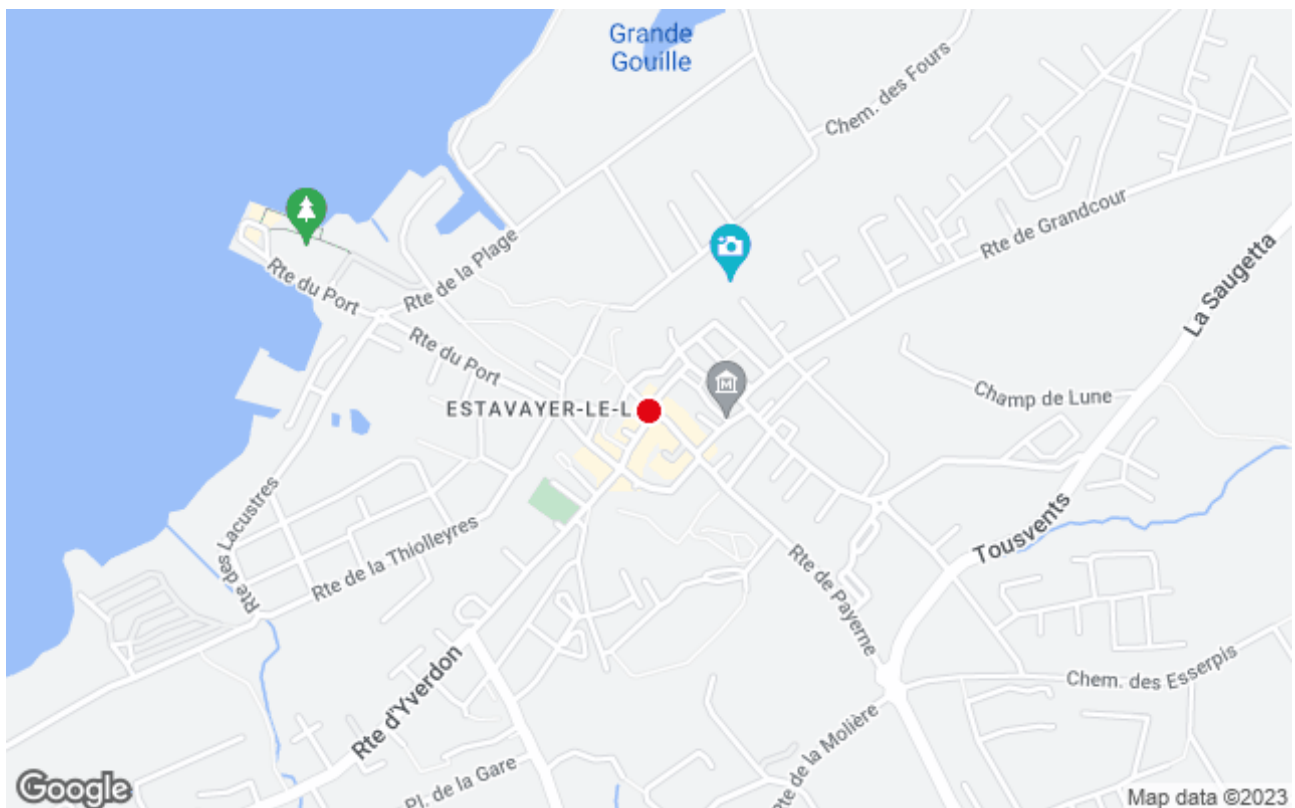 Grande
Gouille
Chem. des Fours
Rte de Grandcour
La Saugetta
Rte de la Plage
Rte du Port
Rte du Port
M
Champ de Lune
ESTAVAYER-LE-L
Rte des Lacustres
Rte de la Thiolleyres
Tousvents
Rte de Payerne
Chem. des Esserpis
Rte d'Yverdon
Rte de la Molière
Pl. de la Gare
Google
Map data ©2023